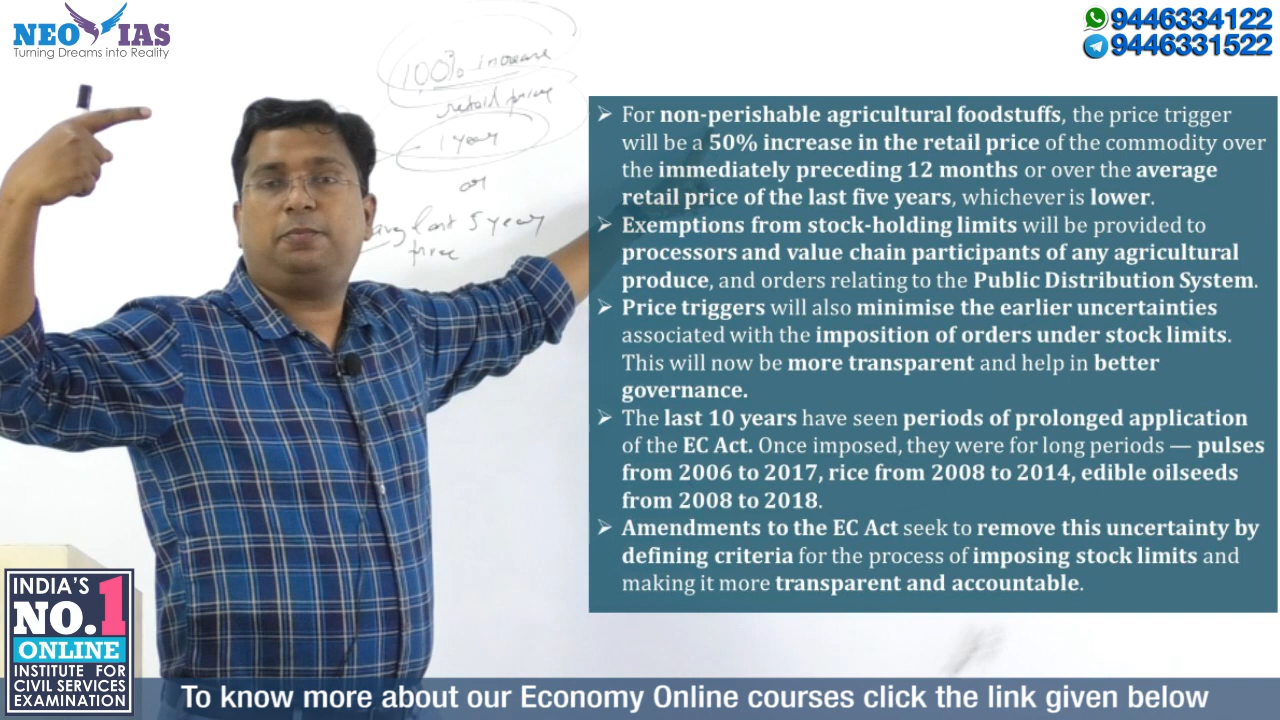 NEO IAS
Turning Dreams into Reality
9446334122
9446331522
100% increase
retail price
1 year
or
avg last 5 year
price
➢ For non-perishable agricultural foodstuffs, the price trigger
will be a 50% increase in the retail price of the commodity over
the immediately preceding 12 months or over the average
retail price of the last five years, whichever is lower.
➢ Exemptions from stock-holding limits will be provided to
processors and value chain participants of any agricultural
produce, and orders relating to the Public Distribution System.
➢ Price triggers will also minimise the earlier uncertainties
associated with the imposition of orders under stock limits.
This will now be more transparent and help in better
governance.
➢ The last 10 years have seen periods of prolonged application
of the EC Act. Once imposed, they were for long periods — pulses
from 2006 to 2017, rice from 2008 to 2014, edible oilseeds
from 2008 to 2018.
➢ Amendments to the EC Act seek to remove this uncertainty by
defining criteria for the process of imposing stock limits and
making it more transparent and accountable.
INDIA'S
NO.1
ONLINE
INSTITUTE FOR
CIVIL SERVICES
EXAMINATION
To know more about our Economy Online courses click the link given below